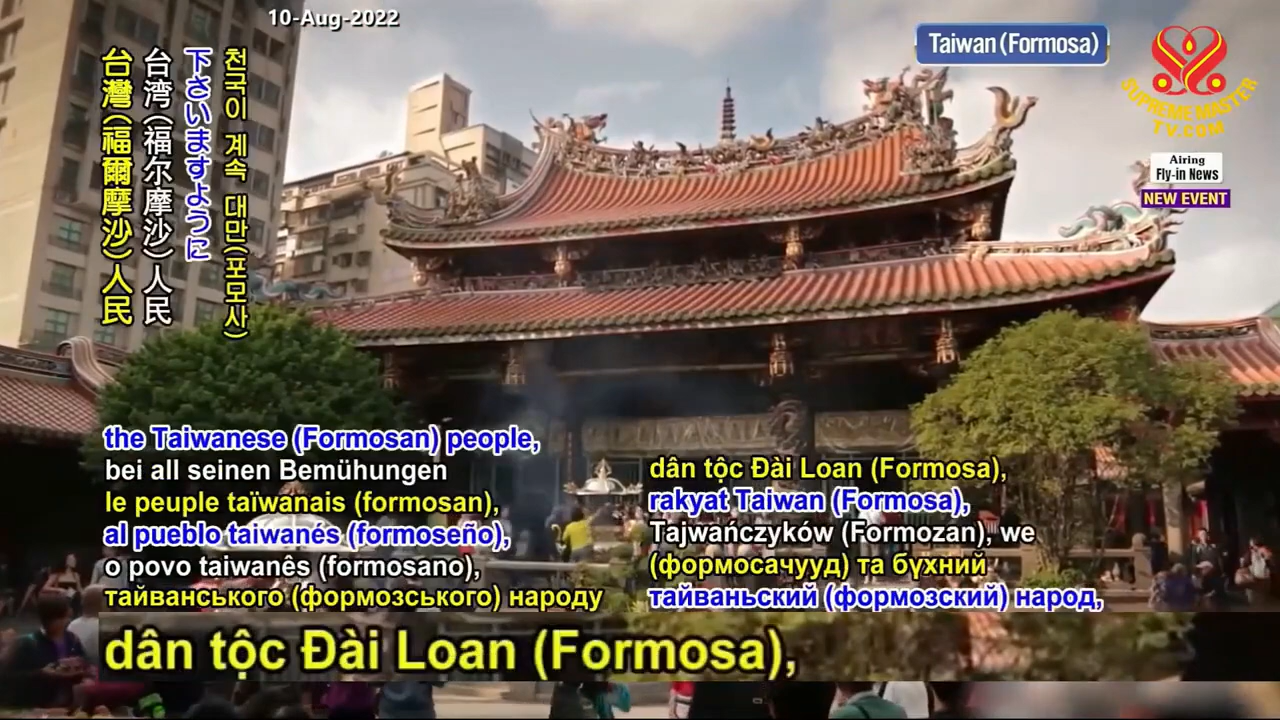 10-Aug-2022
Taiwan (Formosa)
SUPREME MASTER
TV.COM
Airing
Fly-in News
NEW EVENT
천국이 계속 대만(포모사)
下さいますように
台湾(福尔摩沙)人民
台灣(福爾摩沙)人民
the Taiwanese (Formosan) people,
bei all seinen Bemühungen
le peuple taïwanais (formosan),
al pueblo taiwanés (formoseño),
o povo taiwanês (formosano),
тайванського (формозського) народу
dân tộc Đài Loan (Formosa),
rakyat Taiwan (Formosa),
Tajwańczyków (Formozan), we
(формосачууд) та бүхний
тайваньский (формозский) народ,
dân tộc Đài Loan (Formosa),